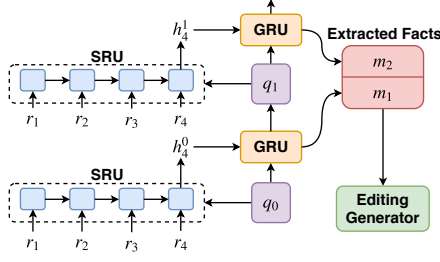 h_4^1
GRU
Extracted Facts
SRU
m_2
q_1
m_1
r_1 r_2 r_3 r_4
h_4^0
GRU
SRU
q_0
Editing
Generator
r_1 r_2 r_3 r_4